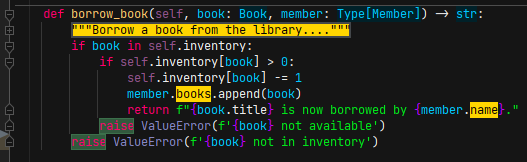 def borrow_book(self, book: Book, member: Type[Member]) -> str:
    """Borrow a book from the library...."""
    if book in self.inventory:
        if self.inventory[book] > 0:
            self.inventory[book] -= 1
            member.books.append(book)
            return f"{book.title} is now borrowed by {member.name}."
        raise ValueError(f'{book} not available')
    raise ValueError(f'{book} not in inventory')